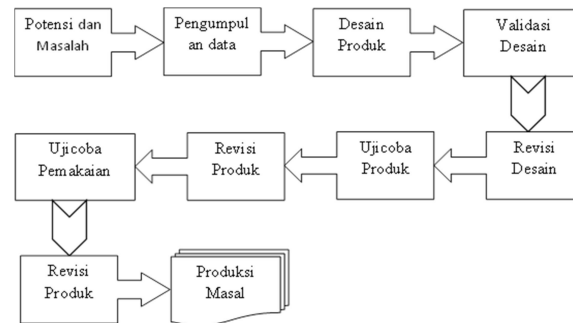 Potensi dan
Masalah
Pengumpul
an data
Desain
Produk
Validasi
Desain
Revisi
Desain
Ujicoba
Produk
Revisi
Produk
Ujicoba
Pemakaian
Revisi
Produk
Produksi
Masal